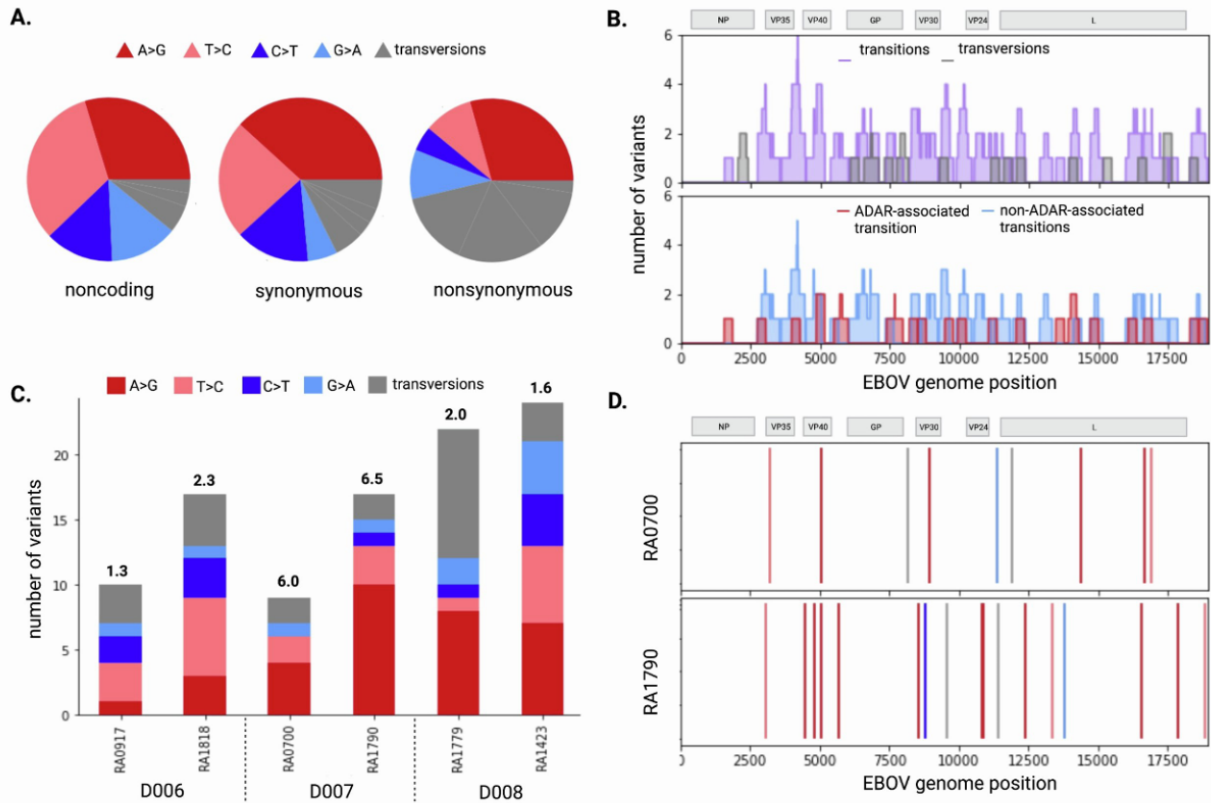 A.
A>G T>C C>T G>A transversions
noncoding synonymous nonsynonymous
B.
NP VP35 VP40 GP VP30 VP24 L
transitions transversions
6
4
2
0
6
4
2
0
ADAR-associated transition
non-ADAR-associated transitions
number of variants
0 2500 5000 7500 10000 12500 15000 17500
EBOV genome position
C.
A>G T>C C>T G>A transversions
number of variants
20
15
10
5
0
1.3 2.3 6.0 6.5 2.0 1.6
RA0917 RA1818 RA0700 RA1790 RA1779 RA1423
D006 D007 D008
D.
NP VP35 VP40 GP VP30 VP24 L
RA0700
RA1790
2500 5000 7500 10000 12500 15000 17500
EBOV genome position